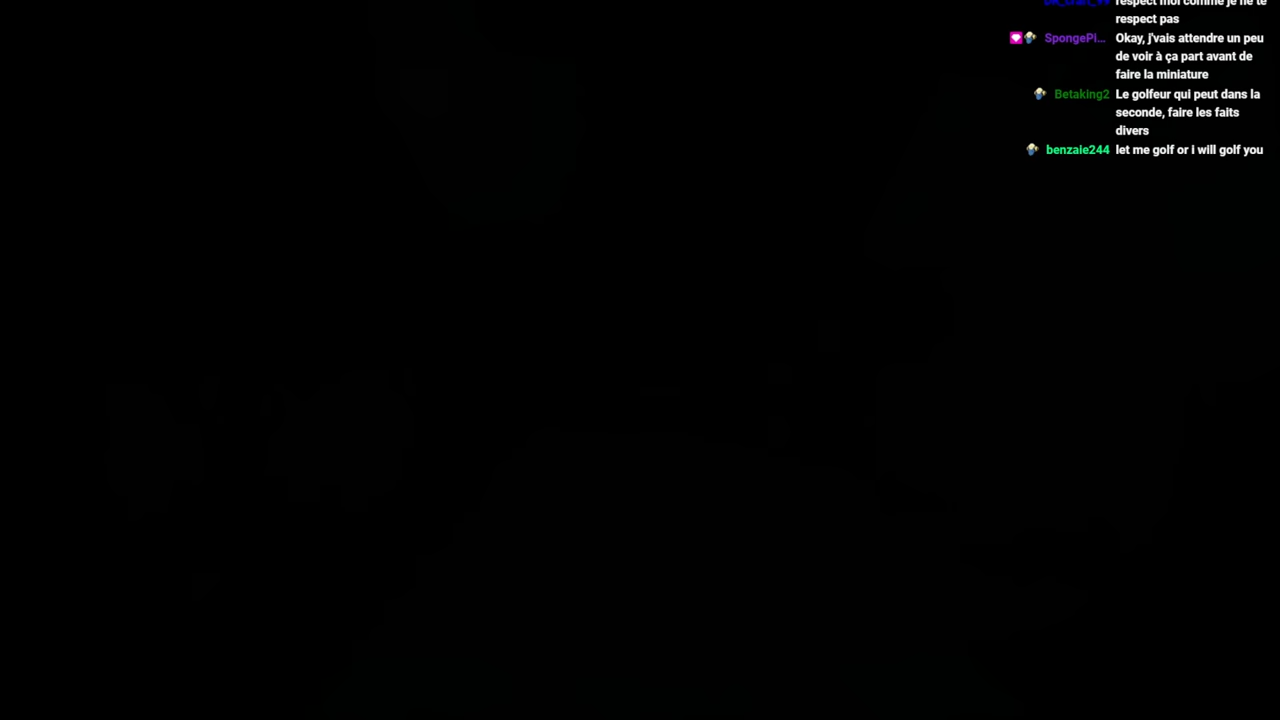 respect moi comme je ne te
respect pas
SpongePi... Okay, j'vais attendre un peu
de voir à ça part avant de
faire la miniature
Betaking2 Le golfeur qui peut dans la
seconde, faire les faits
divers
benzaie244 let me golf or i will golf you